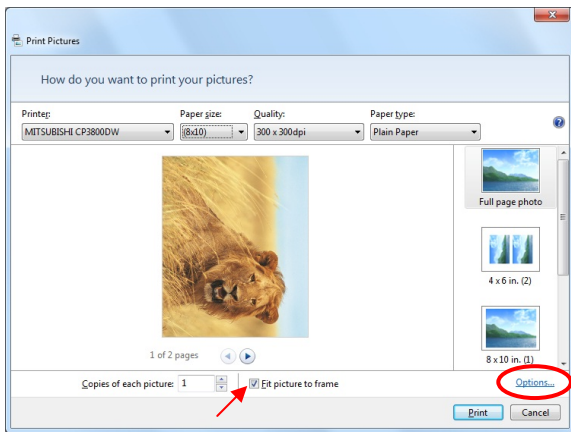 Print Pictures
How do you want to print your pictures?
Printer: Paper size: Quality: Paper type:
MITSUBISHI CP3800DW (8x10) 300 x 300dpi Plain Paper
Full page photo
4 x 6 in. (2)
1 of 2 pages
8 x 10 in. (1)
Copies of each picture: 1 Fit picture to frame Options...
Print Cancel